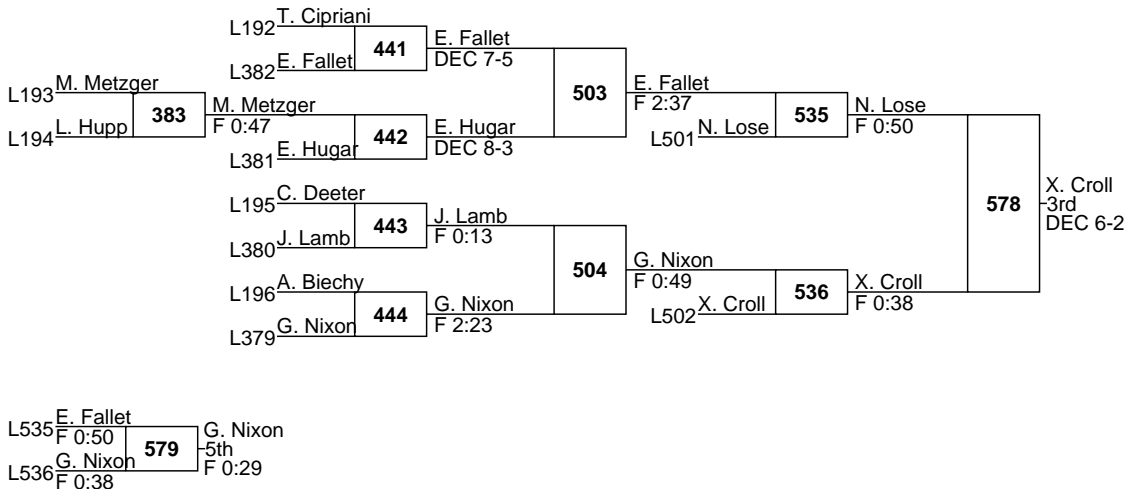 L192 T. Cipriani
441
E. Fallet
DEC 7-5
L382 E. Fallet
L193 M. Metzger
383
M. Metzger
F 0:47
L194 L. Hupp
442
E. Hugar
DEC 8-3
L381 E. Hugar
503
E. Fallet
F 2:37
L501 N. Lose
535
N. Lose
F 0:50
L195 C. Deeter
443
J. Lamb
F 0:13
L380 J. Lamb
L196 A. Biechy
444
G. Nixon
F 2:23
L379 G. Nixon
504
G. Nixon
F 0:49
L502 X. Croll
536
X. Croll
F 0:38
578
X. Croll
3rd
DEC 6-2
L535 E. Fallet
F 0:50
579
G. Nixon
5th
F 0:29
L536 G. Nixon
F 0:38